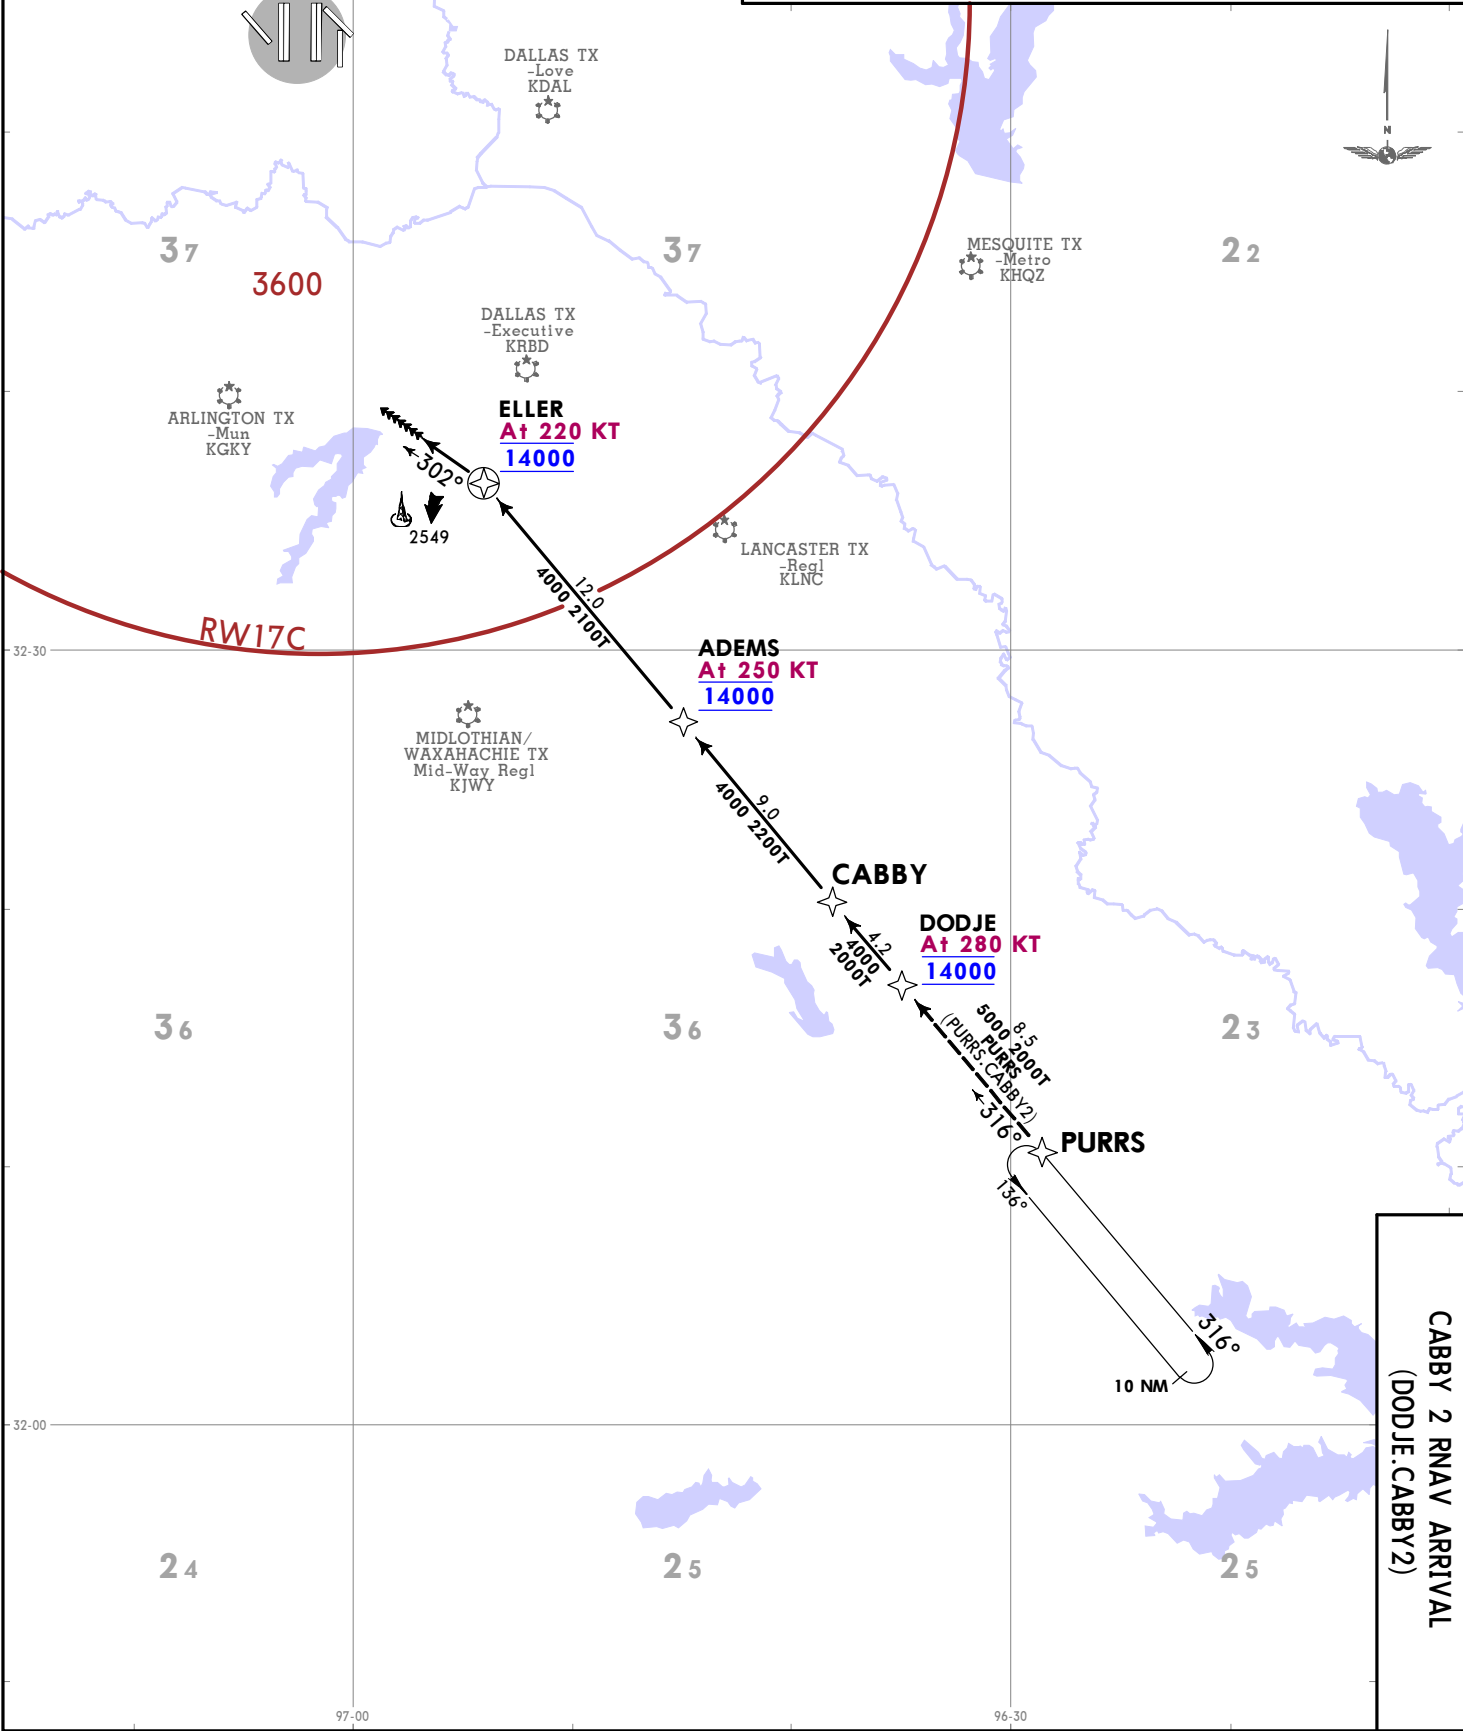 DALLAS TX
-Love
KDAL
N
37
37
22
3600
MESQUITE TX
-Metro
KHQZ
DALLAS TX
-Executive
KRBD
ARLINGTON TX
-Mun
KGKY
ELLER
At 220 KT
14000
302°
2549
LANCASTER TX
-Regl
KLNC
12.0
4000 2100T
RW17C
32-30
ADEMS
At 250 KT
14000
MIDLOTHIAN/
WAXAHACHIE TX
Mid-Way Regl
KJWY
9.0
4000 2200T
CABBY
DODJE
At 280 KT
14000
4.2
4000
2000T
36
36
23
8.5
5000 2000T
PURRS
(PURRS.CABBY2)
316°
PURRS
136°
316°
10 NM
CABBY 2 RNAV ARRIVAL
(DODJE.CABBY2)
32-00
24
25
25
97-00
96-30